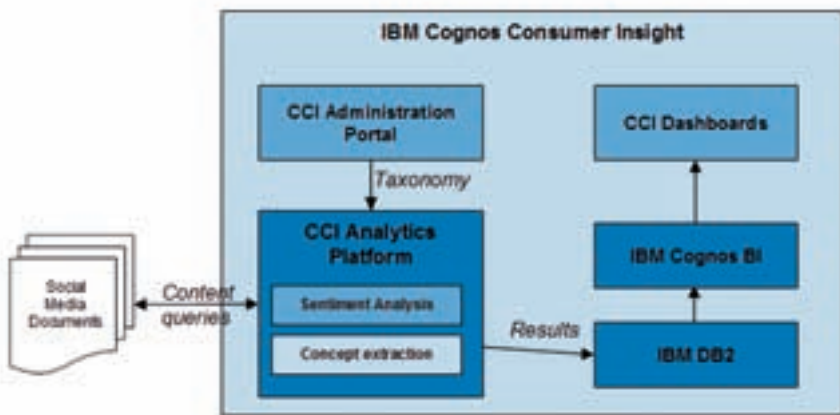 IBM Cognos Consumer Insight
CCI Administration
Portal
CCI Dashboards
Taxonomy
CCI Analytics
Platform
IBM Cognos BI
Social
Media
Documents
Content
queries
Sentiment Analysis
Concept extraction
Results
IBM DB2